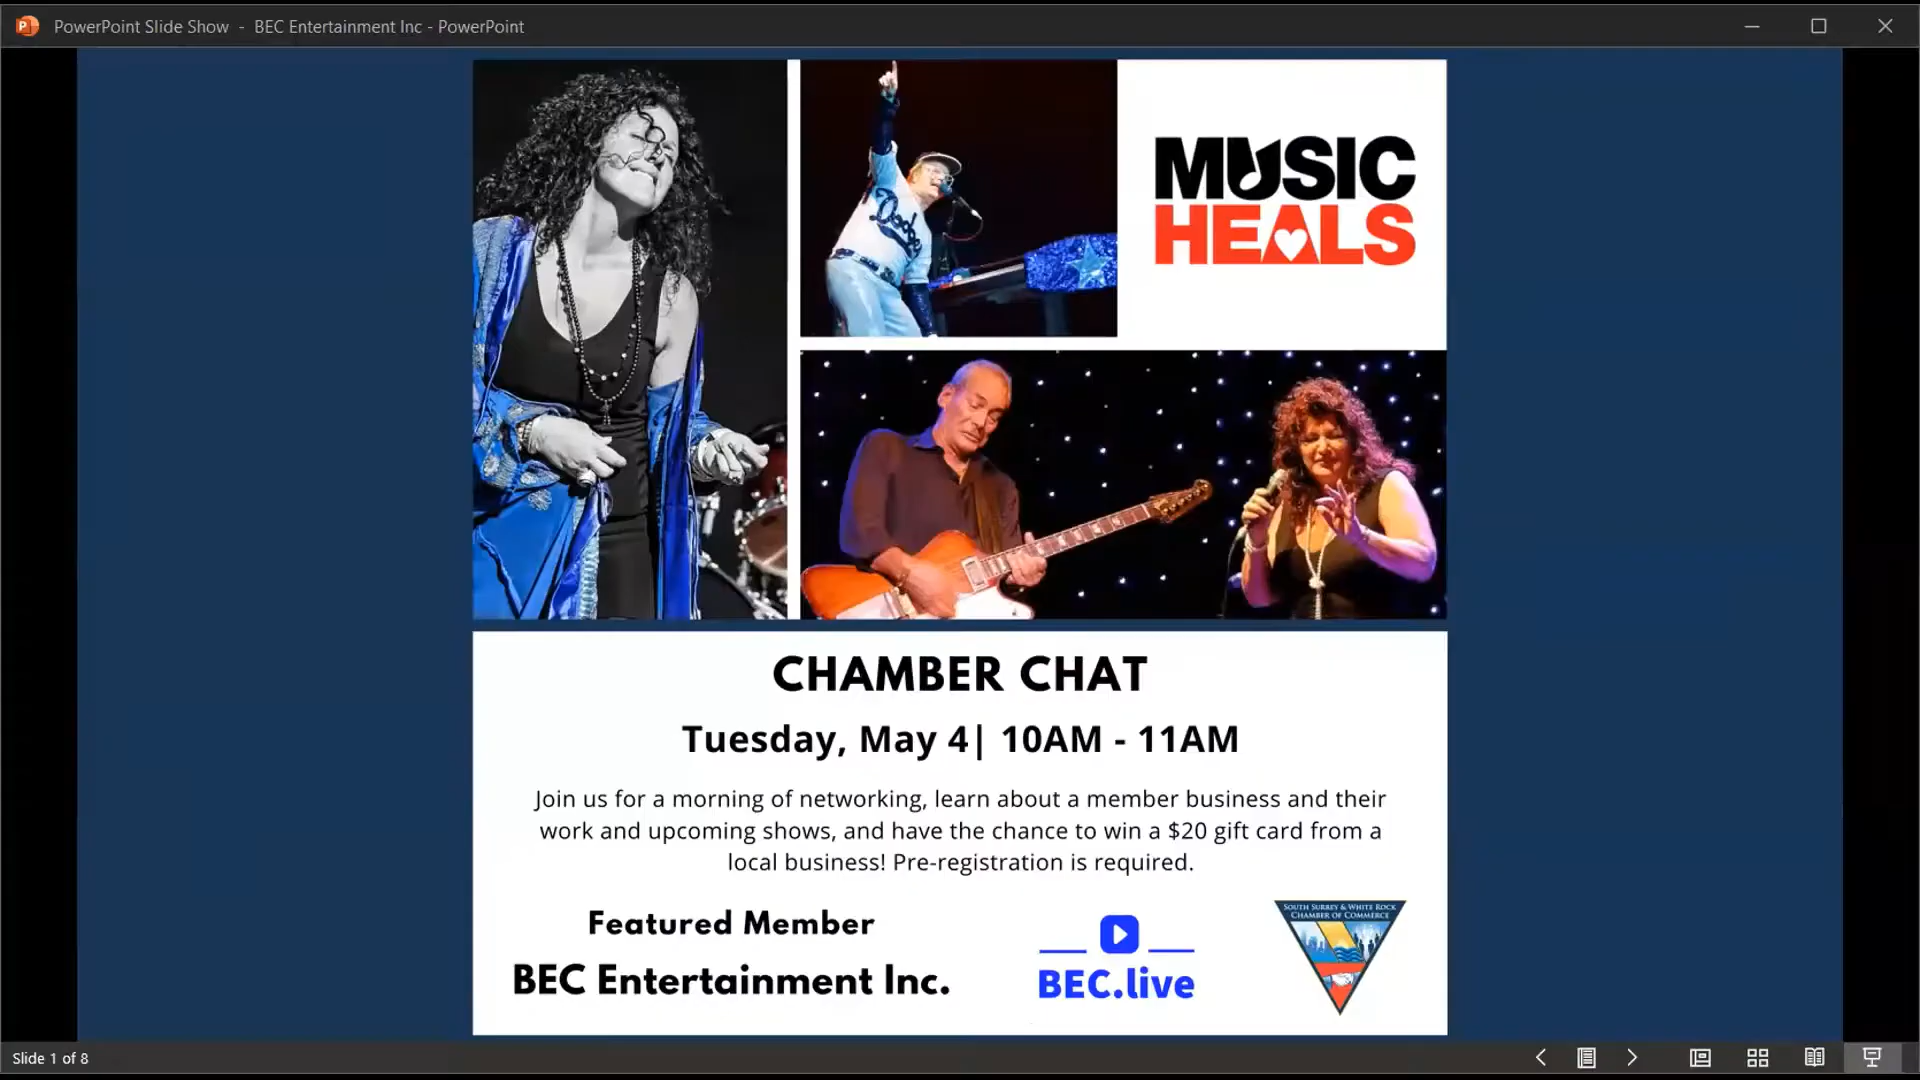 PowerPoint Slide Show - BEC Entertainment Inc - PowerPoint
MUSIC
HEALS
Dodgers
CHAMBER CHAT
Tuesday, May 4| 10AM - 11AM
Join us for a morning of networking, learn about a member business and their
work and upcoming shows, and have the chance to win a $20 gift card from a
local business! Pre-registration is required.
Featured Member
BEC Entertainment Inc.
BEC.live
SOUTH SURREY & WHITE ROCK
CHAMBER OF COMMERCE
Slide 1 of 8